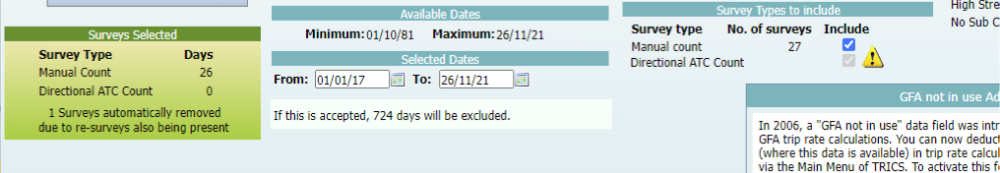 Surveys Selected
Survey Type Days
Manual Count 26
Directional ATC Count 0
1 Surveys automatically removed
due to re-surveys also being present
Available Dates
Minimum: 01/10/81 Maximum: 26/11/21
Selected Dates
From: 01/01/17 To: 26/11/21
If this is accepted, 724 days will be excluded.
Survey Types to include
Survey type No. of surveys Include
Manual count 27
Directional ATC Count
High Stre
No Sub C
GFA not in use Ad
In 2006, a "GFA not in use" data field was intr
GFA trip rate calculations. You can now deduct
(where this data is available) in trip rate calcul
via the Main Menu of TRICS. To activate this f